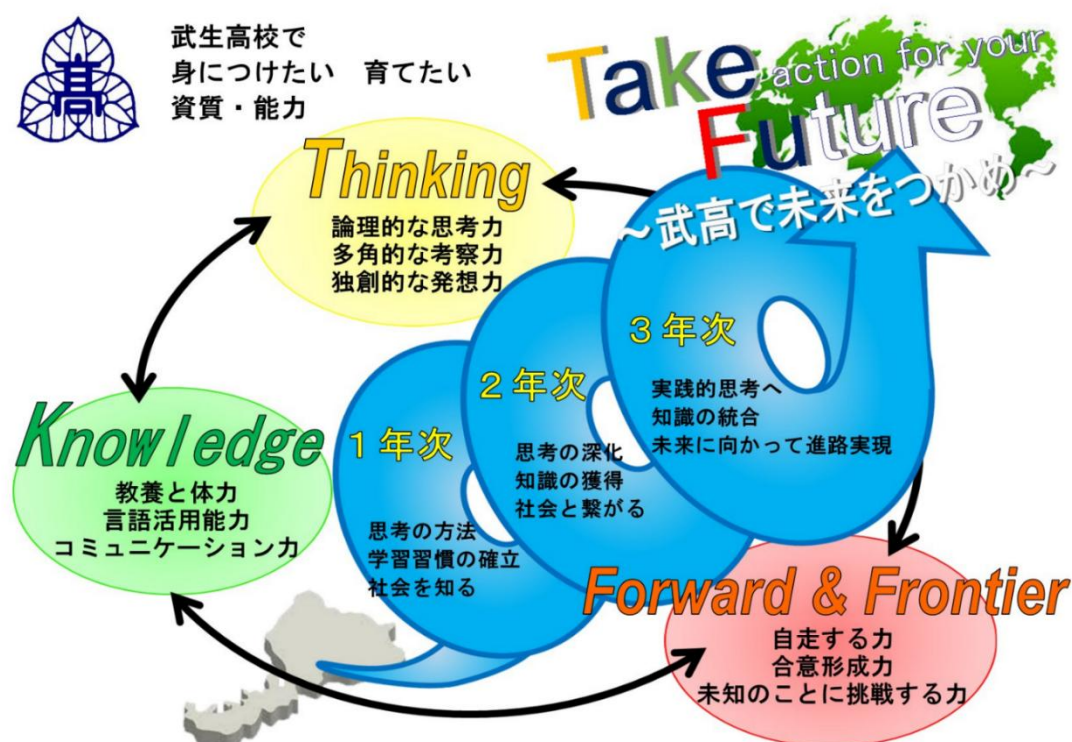 高
武生高校で
身につけたい 育てたい
資質・能力
Take action for your
Future
～武高で未来をつかめ～
Thinking
論理的な思考力
多角的な考察力
独創的な発想力
Knowledge
教養と体力
言語活用能力
コミュニケーション力
1年次
思考の方法
学習習慣の確立
社会を知る
2年次
思考の深化
知識の獲得
社会と繋がる
3年次
実践的思考へ
知識の統合
未来に向かって進路実現
Forward & Frontier
自走する力
合意形成力
未知のことに挑戦する力